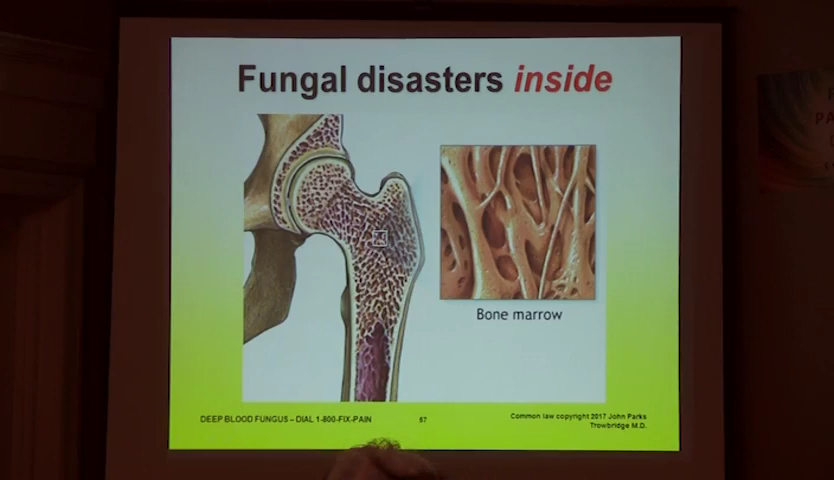 Fungal disasters inside
Bone marrow
DEEP BLOOD FUNGUS – DIAL 1-800-FIX-PAIN
67
Common law copyright 2017 John Parks
Trowbridge M.D.